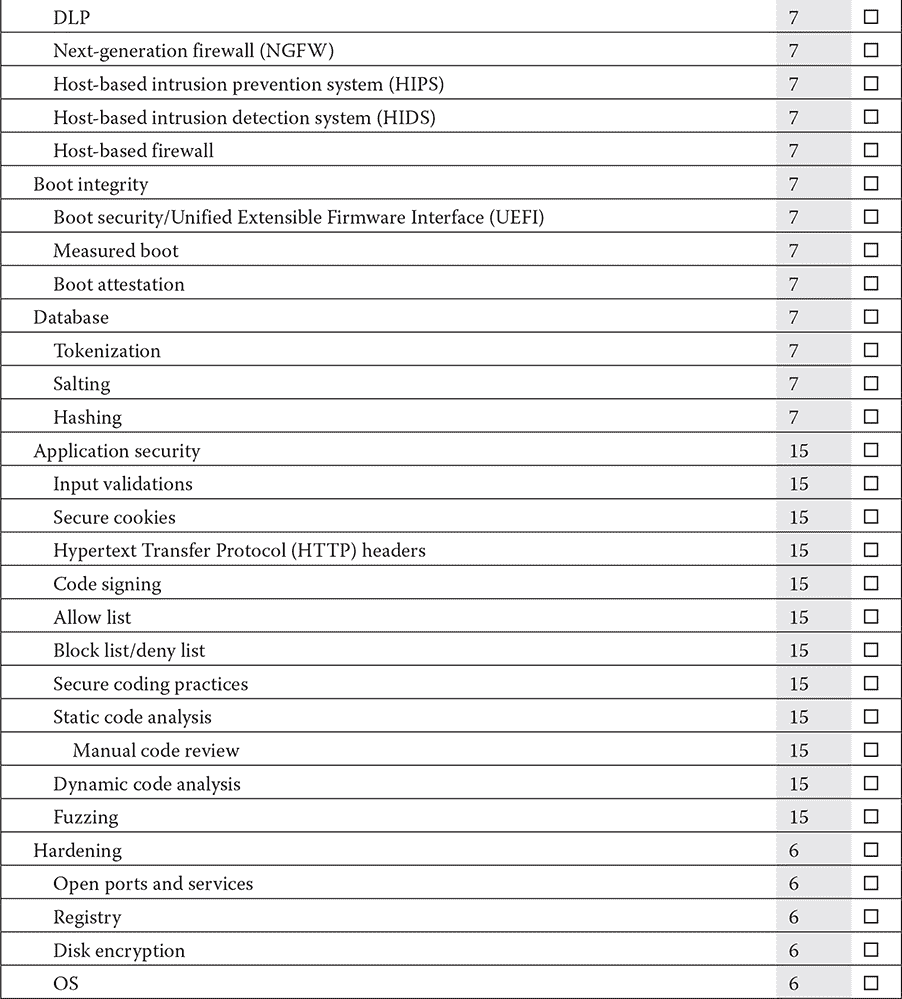 DLP 7 ☐
Next-generation firewall (NGFW) 7 ☐
Host-based intrusion prevention system (HIPS) 7 ☐
Host-based intrusion detection system (HIDS) 7 ☐
Host-based firewall 7 ☐
Boot integrity 7 ☐
Boot security/Unified Extensible Firmware Interface (UEFI) 7 ☐
Measured boot 7 ☐
Boot attestation 7 ☐
Database 7 ☐
Tokenization 7 ☐
Salting 7 ☐
Hashing 7 ☐
Application security 15 ☐
Input validations 15 ☐
Secure cookies 15 ☐
Hypertext Transfer Protocol (HTTP) headers 15 ☐
Code signing 15 ☐
Allow list 15 ☐
Block list/deny list 15 ☐
Secure coding practices 15 ☐
Static code analysis 15 ☐
Manual code review 15 ☐
Dynamic code analysis 15 ☐
Fuzzing 15 ☐
Hardening 6 ☐
Open ports and services 6 ☐
Registry 6 ☐
Disk encryption 6 ☐
OS 6 ☐